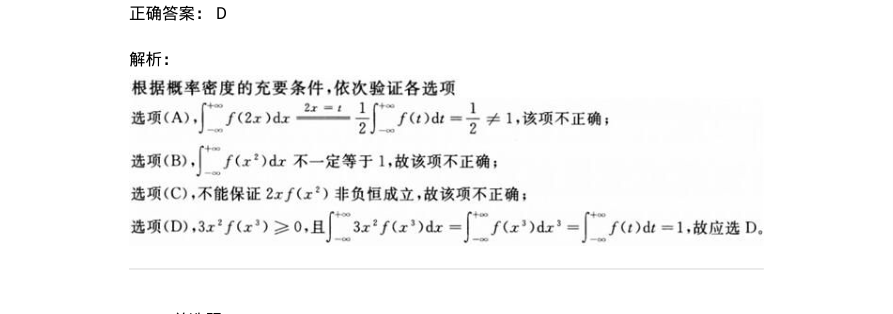 正确答案： D
解析：
根据概率密度的充要条件,依次验证各选项
选项(A),∫_{-∞}^{+∞} f(2x)dx \xlongequal{2x = t} \frac{1}{2}∫_{-∞}^{+∞} f(t)dt = \frac{1}{2} ≠ 1,该项不正确;
选项(B),∫_{-∞}^{+∞} f(x²)dx 不一定等于 1,故该项不正确;
选项(C),不能保证 2xf(x²) 非负恒成立,故该项不正确;
选项(D),3x²f(x³) ⩾ 0,且∫_{-∞}^{+∞} 3x²f(x³)dx = ∫_{-∞}^{+∞} f(x³)dx³ = ∫_{-∞}^{+∞} f(t)dt = 1,故应选 D。